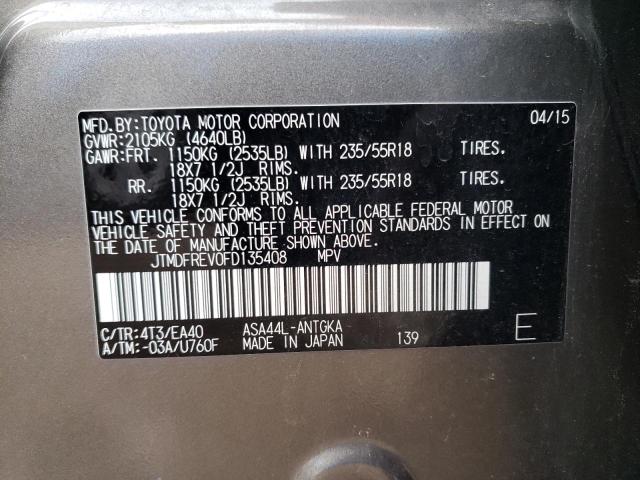 MFD.BY:TOYOTA MOTOR CORPORATION 04/15
GVWR:2105KG (4640LB)
GAWR:FRT. 1150KG (2535LB) WITH 235/55R18 TIRES.
18X7 1/2J RIMS.
RR. 1150KG (2535LB) WITH 235/55R18 TIRES.
18X7 1/2J RIMS.
THIS VEHICLE CONFORMS TO ALL APPLICABLE FEDERAL MOTOR
VEHICLE SAFETY AND THEFT PREVENTION STANDARDS IN EFFECT ON
THE DATE OF MANUFACTURE SHOWN ABOVE.
JTMDFREV0FD135408 MPV
C/TR:4T3/EA40 ASA44L-ANTGKA
A/TM:-03A/U760F MADE IN JAPAN 139 E